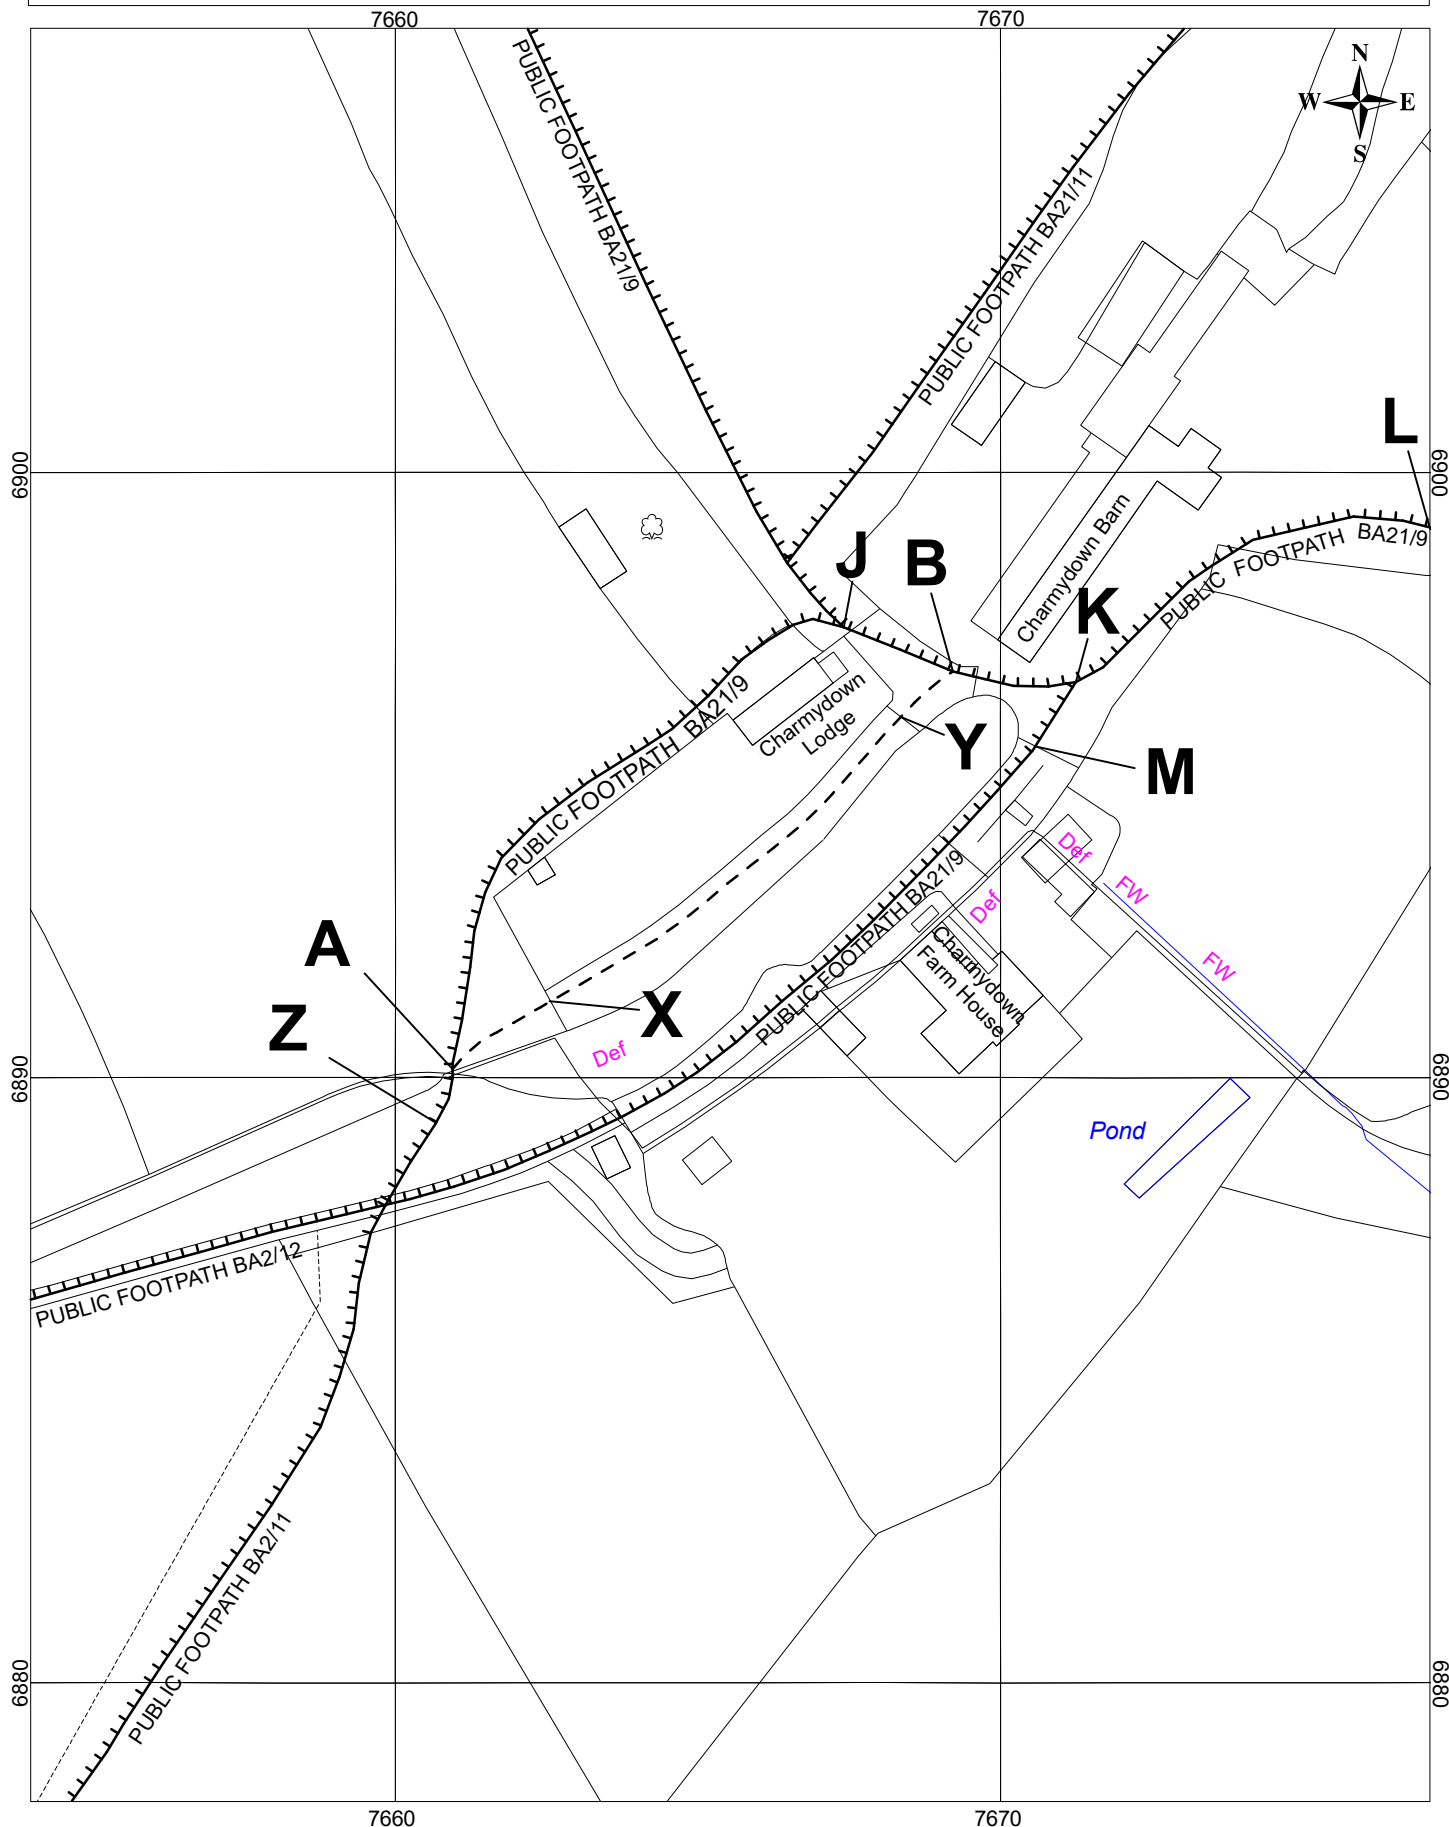 7660
7670
N
W
E
S
PUBLIC FOOTPATH BA21/9
PUBLIC FOOTPATH BA21/11
L
6900
6900
J
B
Charmydown Barn
K
PUBLIC FOOTPATH BA21/9
PUBLIC FOOTPATH BA21/9
Charmydown
Lodge
Y
M
Def
FW
A
Def
FW
PUBLIC FOOTPATH BA21/9
Charmydown
Farm House
Z
X
Def
6890
6890
Pond
PUBLIC FOOTPATH BA2/12
PUBLIC FOOTPATH BA2/11
6880
6880
7660
7670